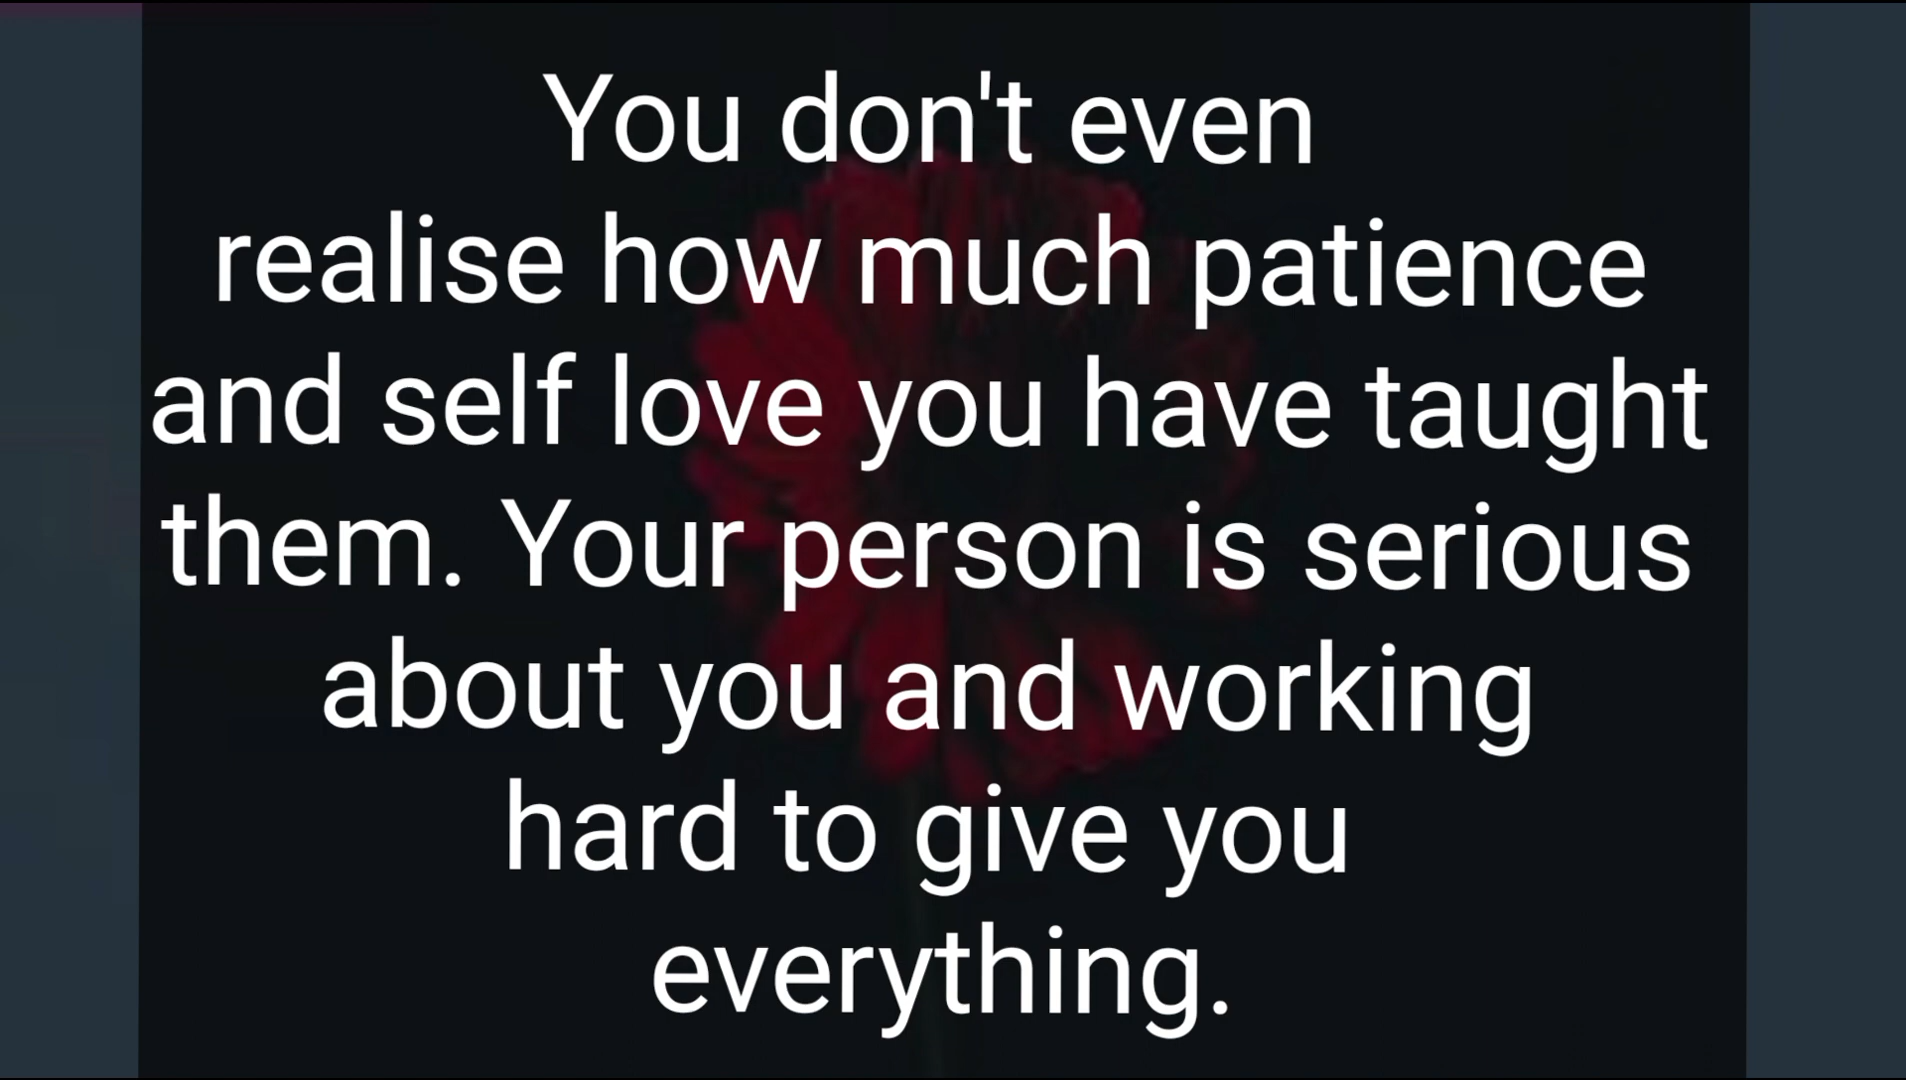 You don't even
realise how much patience
and self love you have taught
them. Your person is serious
about you and working
hard to give you
everything.